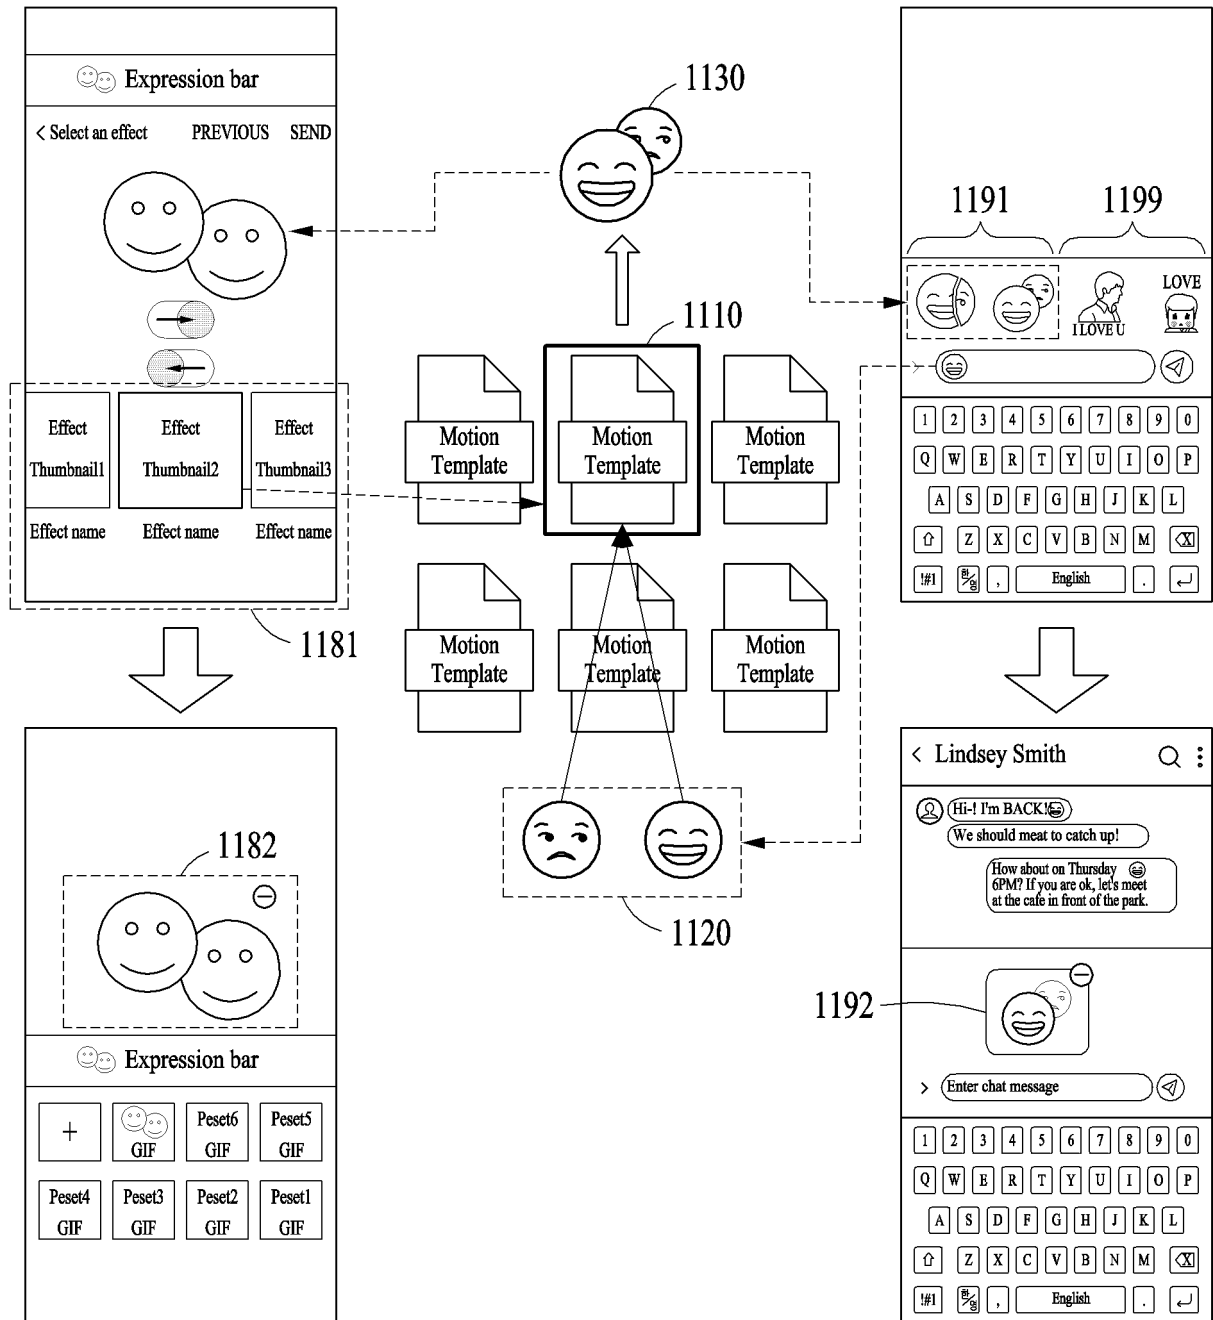 Expression bar
< Select an effect PREVIOUS SEND
Effect
Thumbnail1
Effect name
Effect
Thumbnail2
Effect name
Effect
Thumbnail3
Effect name
1181
1182
Expression bar
+
GIF
Peset6
GIF
Peset5
GIF
Peset4
GIF
Peset3
GIF
Peset2
GIF
Peset1
GIF
1130
1110
Motion
Template
Motion
Template
Motion
Template
Motion
Template
Motion
Template
Motion
Template
1120
1191 1199
I LOVE U
LOVE
1 2 3 4 5 6 7 8 9 0
Q W E R T Y U I O P
A S D F G H J K L
Z X C V B N M X
!#1 한/영 , English .
< Lindsey Smith
Hi-! I'm BACK!
We should meat to catch up!
How about on Thursday
6PM? If you are ok, let's meet
at the cafe in front of the park.
1192
> Enter chat message
1 2 3 4 5 6 7 8 9 0
Q W E R T Y U I O P
A S D F G H J K L
Z X C V B N M X
!#1 한/영 , English .